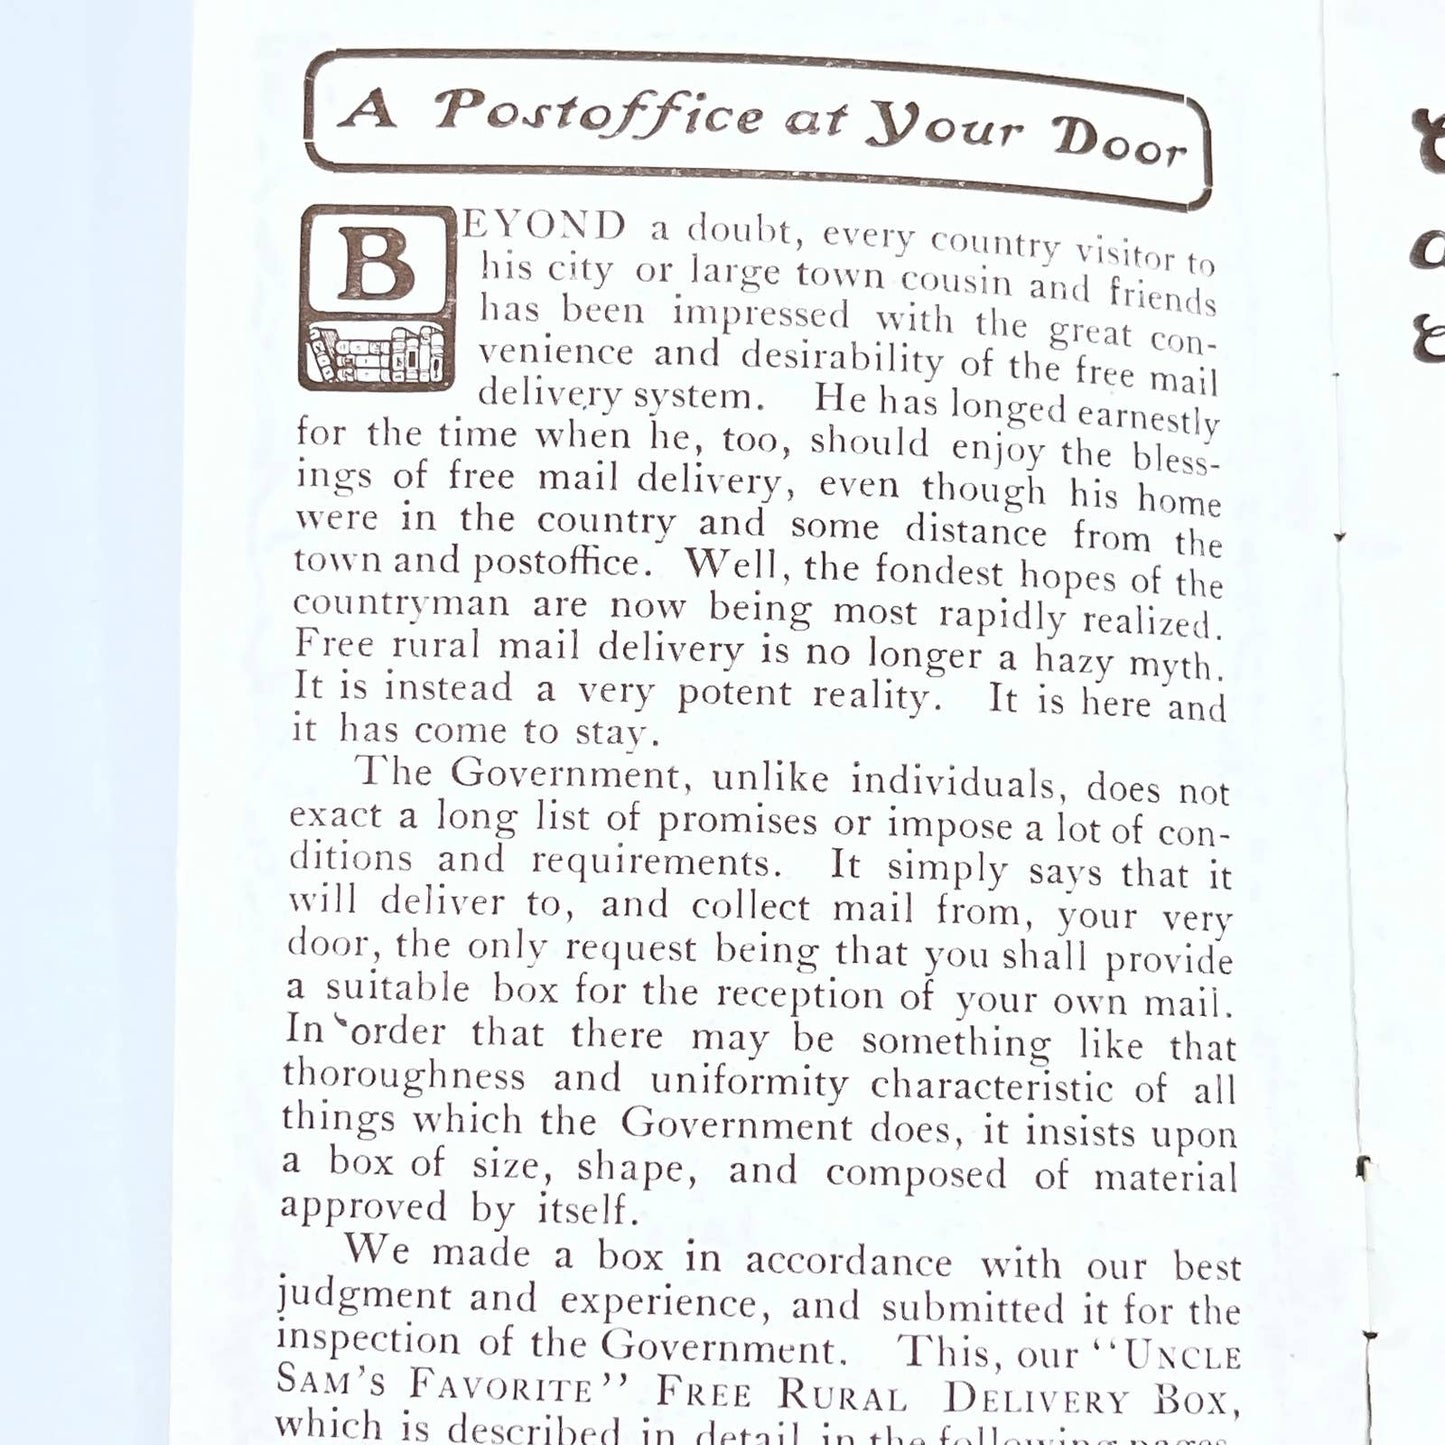 A Postoffice at Your Door
BEYOND a doubt, every country visitor to
his city or large town cousin and friends
has been impressed with the great con-
venience and desirability of the free mail
delivery system. He has longed earnestly
for the time when he, too, should enjoy the bless-
ings of free mail delivery, even though his home
were in the country and some distance from the
town and postoffice. Well, the fondest hopes of the
countryman are now being most rapidly realized.
Free rural mail delivery is no longer a hazy myth.
It is instead a very potent reality. It is here and
it has come to stay.
The Government, unlike individuals, does not
exact a long list of promises or impose a lot of con-
ditions and requirements. It simply says that it
will deliver to, and collect mail from, your very
door, the only request being that you shall provide
a suitable box for the reception of your own mail.
In order that there may be something like that
thoroughness and uniformity characteristic of all
things which the Government does, it insists upon
a box of size, shape, and composed of material
approved by itself.
We made a box in accordance with our best
judgment and experience, and submitted it for the
inspection of the Government. This, our "UNCLE
SAM'S FAVORITE" FREE RURAL DELIVERY BOX,
which is described in detail in the following pages,